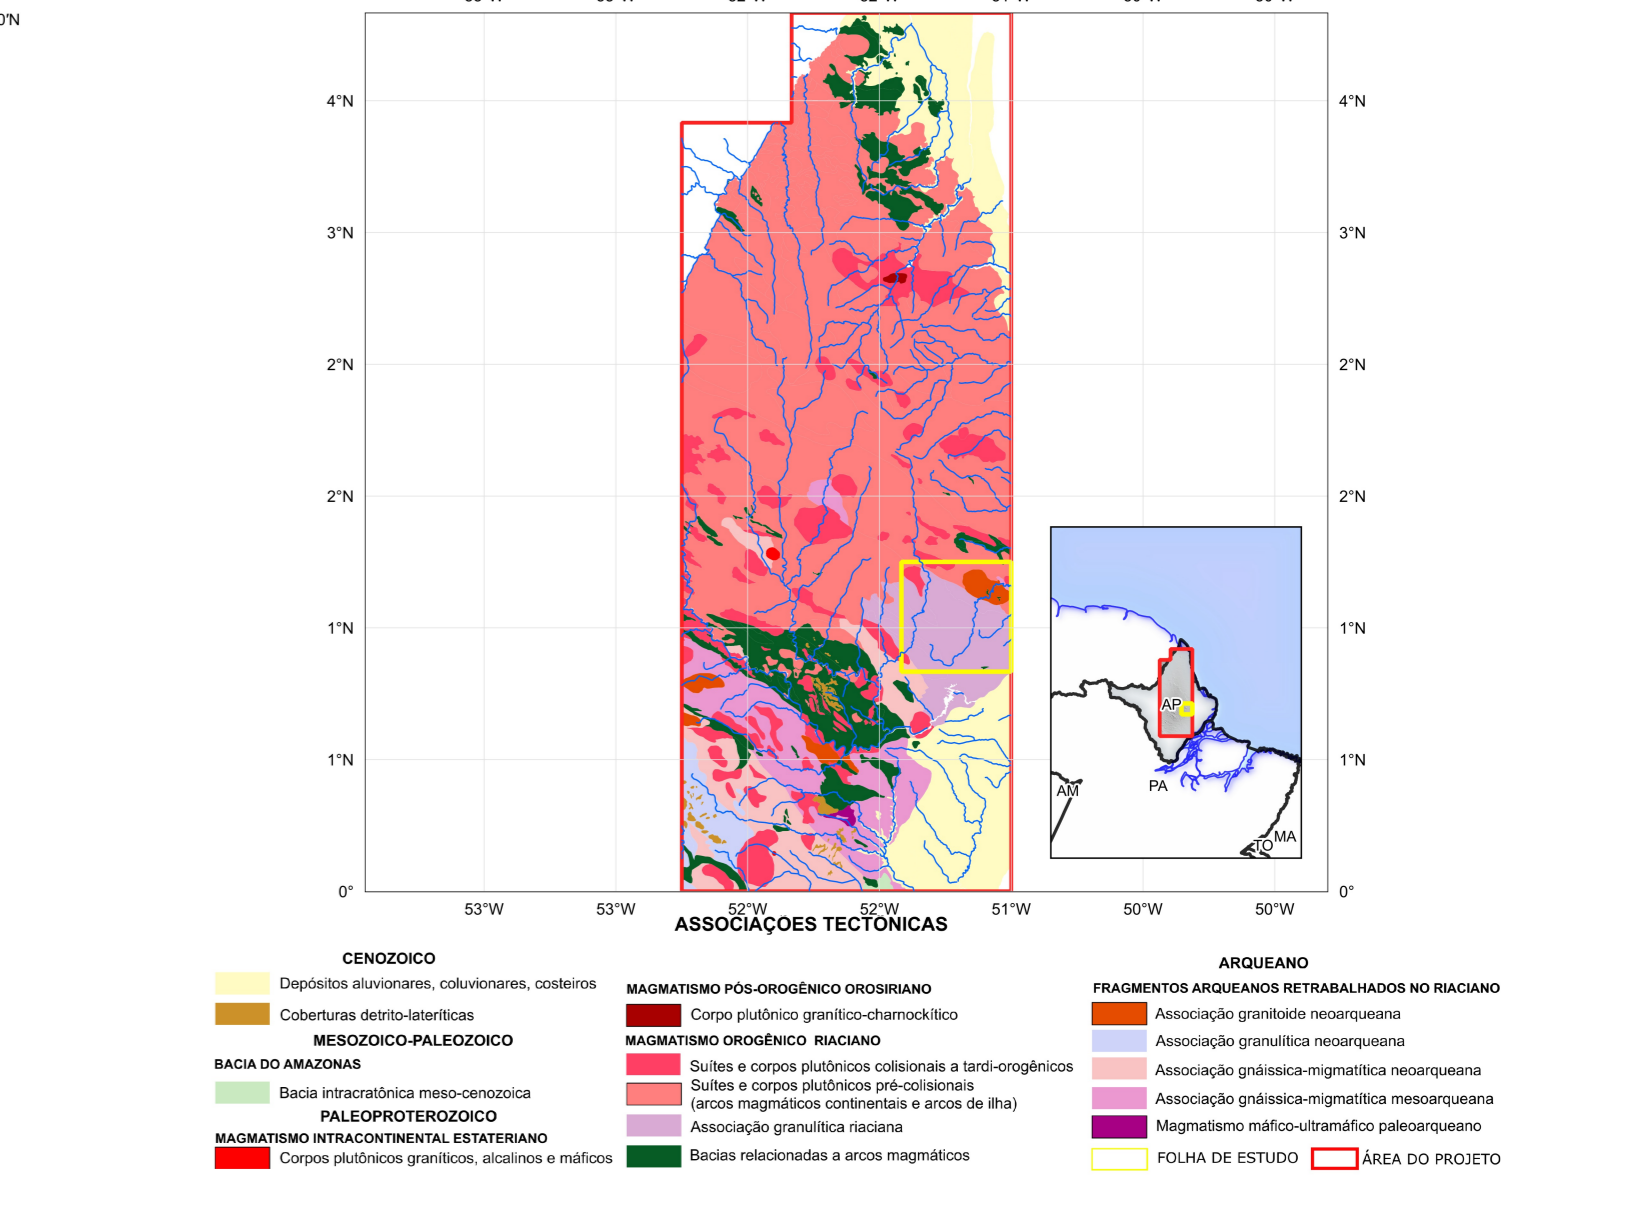 0'N
4°N
4°N
3°N
3°N
2°N
2°N
2°N
2°N
1°N
1°N
1°N
1°N
0°
0°
53°W
53°W
52°W
52°W
51°W
50°W
50°W
AP
AM
PA
MA
TO
ASSOCIAÇÕES TECTÔNICAS
CENOZOICO
Depósitos aluvionares, coluvionares, costeiros
Coberturas detrito-lateríticas
MESOZOICO-PALEOZOICO
BACIA DO AMAZONAS
Bacia intracratônica meso-cenozoica
PALEOPROTEROZOICO
MAGMATISMO INTRACONTINENTAL ESTATERIANO
Corpos plutônicos graníticos, alcalinos e máficos
MAGMATISMO PÓS-OROGÊNICO OROSIRIANO
Corpo plutônico granítico-charnockítico
MAGMATISMO OROGÊNICO RIACIANO
Suítes e corpos plutônicos colisionais a tardi-orogênicos
Suítes e corpos plutônicos pré-colisionais
(arcos magmáticos continentais e arcos de ilha)
Associação granulítica riaciana
Bacias relacionadas a arcos magmáticos
ARQUEANO
FRAGMENTOS ARQUEANOS RETRABALHADOS NO RIACIANO
Associação granitoide neoarqueana
Associação granulítica neoarqueana
Associação gnáissica-migmatítica neoarqueana
Associação gnáissica-migmatítica mesoarqueana
Magmatismo máfico-ultramáfico paleoarqueano
FOLHA DE ESTUDO
ÁREA DO PROJETO